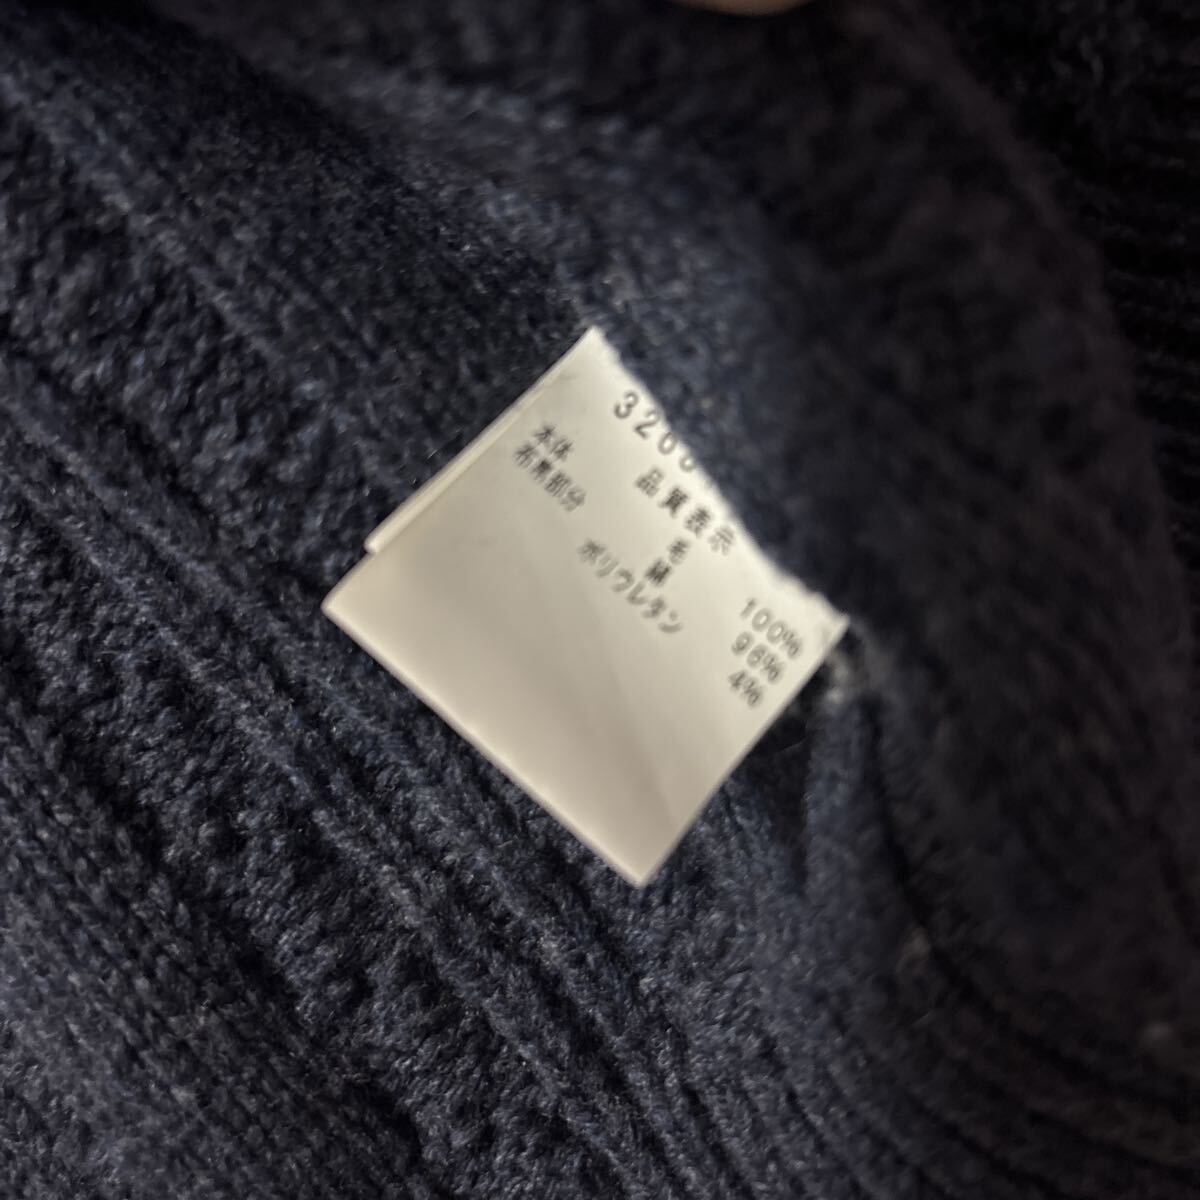 品質表示
本体 毛 100%
布帛部分 綿 96%
ポリウレタン 4%